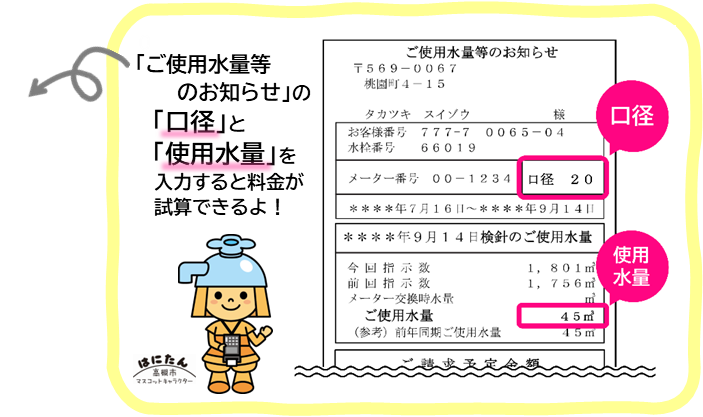 「ご使用水量等
のお知らせ」の
「口径」と
「使用水量」を
入力すると料金が
試算できるよ！
はにたん
高槻市
マスコットキャラクター
ご使用水量等のお知らせ
〒569－0067
桃園町4－15
タカツキ スイゾウ 様
お客様番号 777-7 0065-04
水栓番号 66019
メーター番号 00－1234
口径 20
口径
＊＊＊＊年7月16日～＊＊＊＊年9月14日
＊＊＊＊年9月14日検針のご使用水量
今回指示数 1,801㎥
前回指示数 1,756㎥
メーター交換時水量 ㎥
ご使用水量 45㎥
（参考）前年同期ご使用水量 45㎥
使用
水量
ご請求予定金額